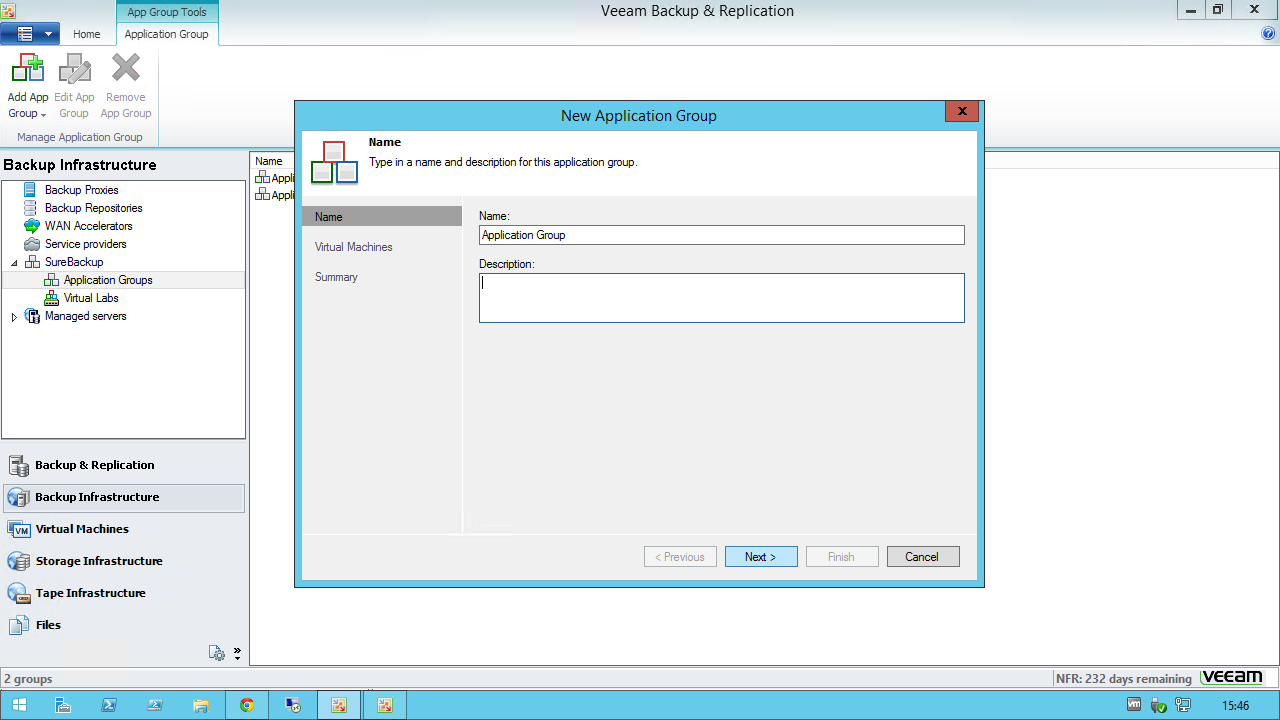 App Group Tools
Veeam Backup & Replication
Home
Application Group
Add App Group
Edit App Group
Remove App Group
Manage Application Group
Backup Infrastructure
Backup Proxies
Backup Repositories
WAN Accelerators
Service providers
SureBackup
Application Groups
Virtual Labs
Managed servers
Backup & Replication
Backup Infrastructure
Virtual Machines
Storage Infrastructure
Tape Infrastructure
Files
Name
Appli
Appli
New Application Group
Name
Type in a name and description for this application group.
Name
Virtual Machines
Summary
Name:
Application Group
Description:
< Previous
Next >
Finish
Cancel
2 groups
NFR: 232 days remaining
veeAM
15:46